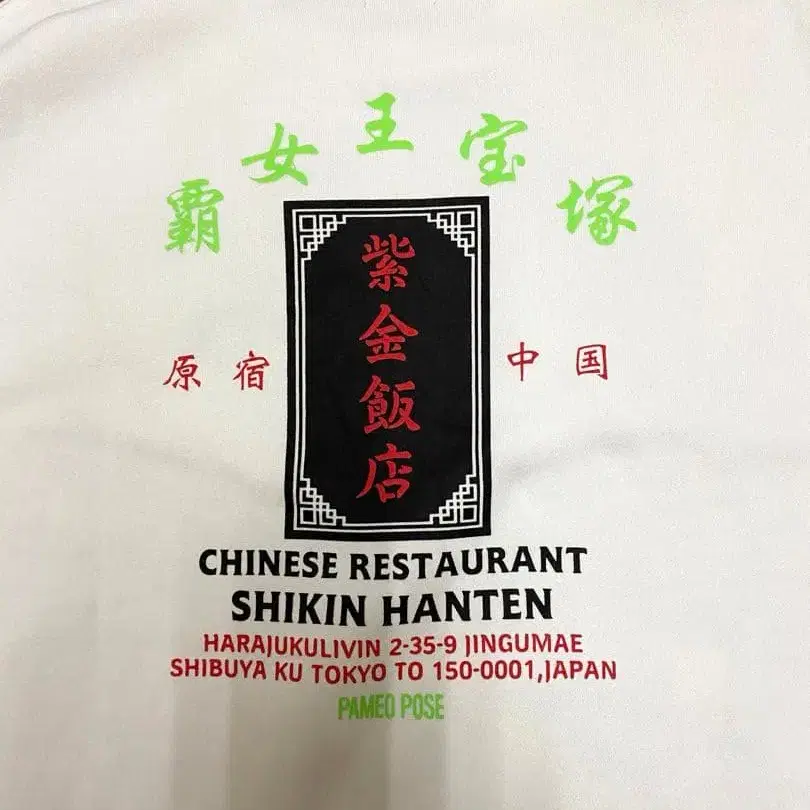 覇女王宝塚
紫金飯店
原宿
中国
CHINESE RESTAURANT
SHIKIN HANTEN
HARAJUKULIVIN 2-35-9 JINGUMAE
SHIBUYA KU TOKYO TO 150-0001,JAPAN
PAMEO POSE